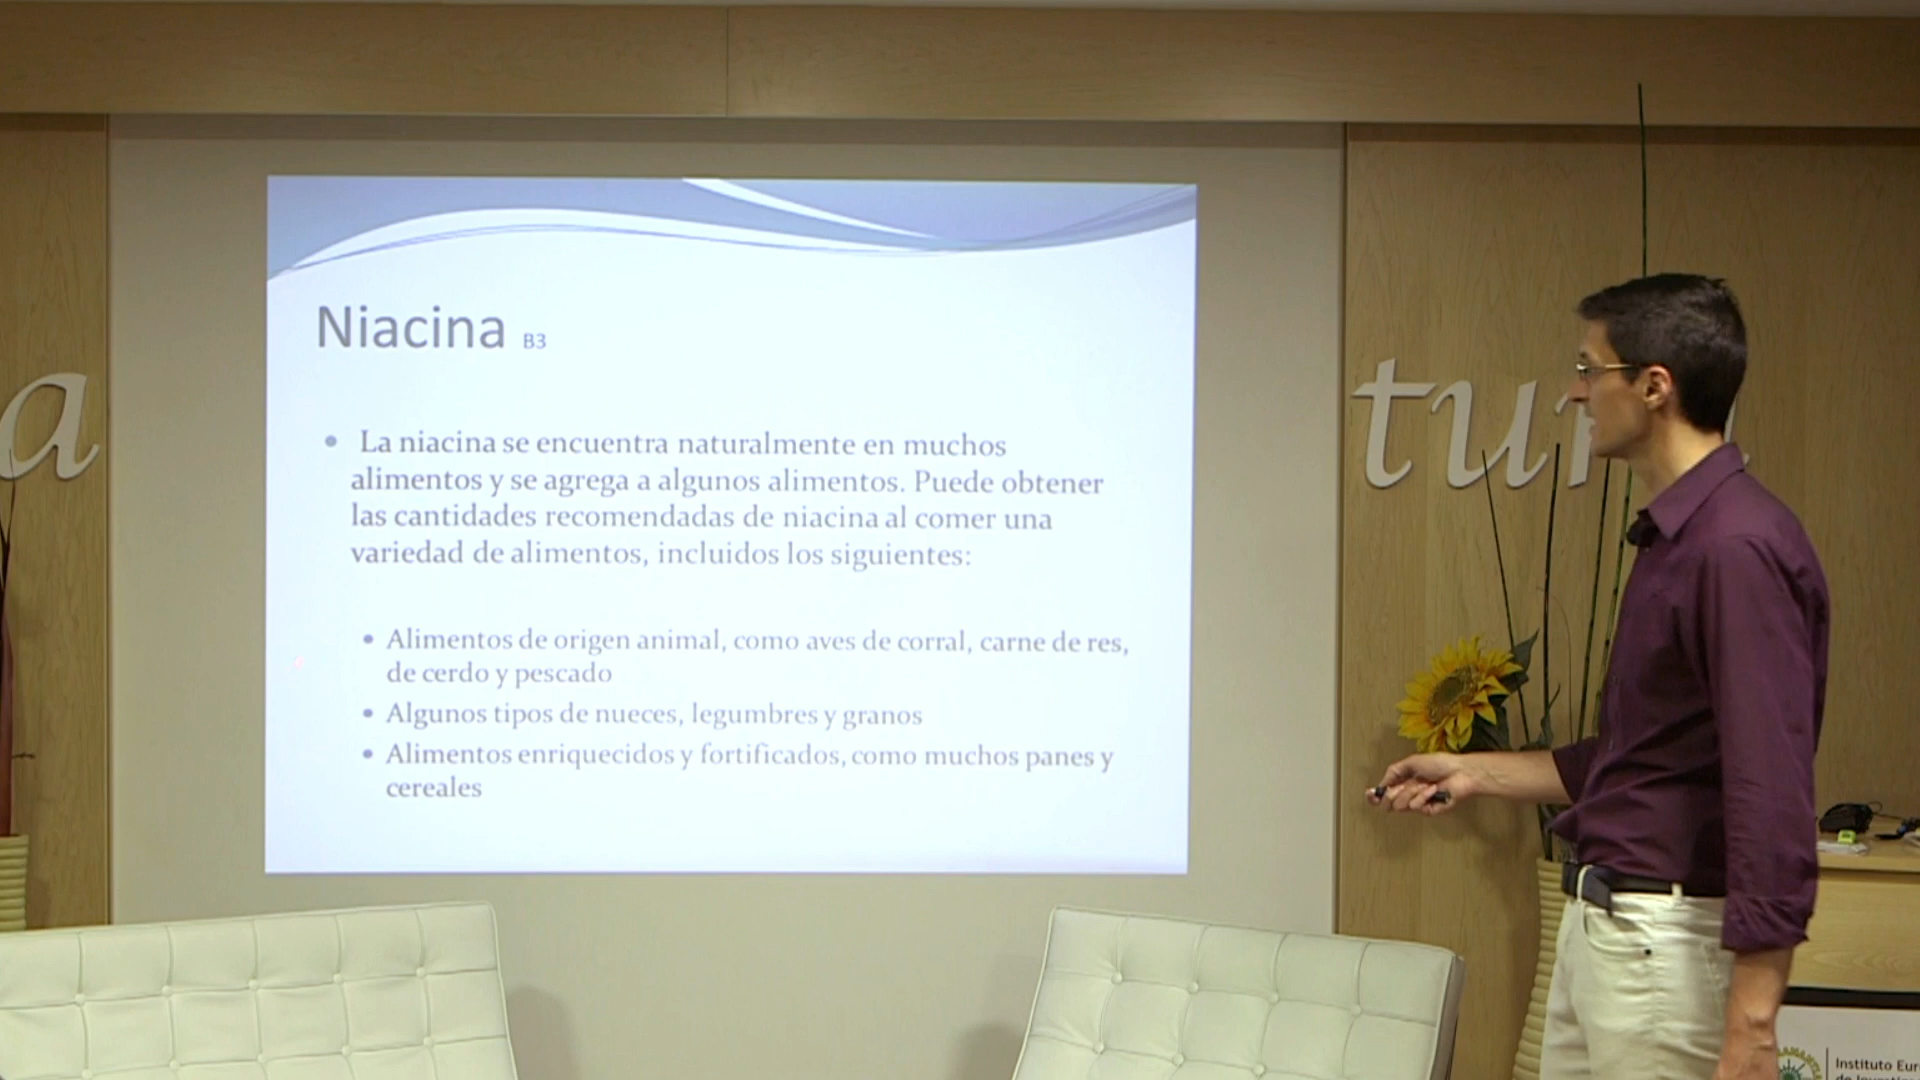 Niacina B3
• La niacina se encuentra naturalmente en muchos
alimentos y se agrega a algunos alimentos. Puede obtener
las cantidades recomendadas de niacina al comer una
variedad de alimentos, incluidos los siguientes:
• Alimentos de origen animal, como aves de corral, carne de res,
de cerdo y pescado
• Algunos tipos de nueces, legumbres y granos
• Alimentos enriquecidos y fortificados, como muchos panes y
cereales
a
tur
Instituto Eur